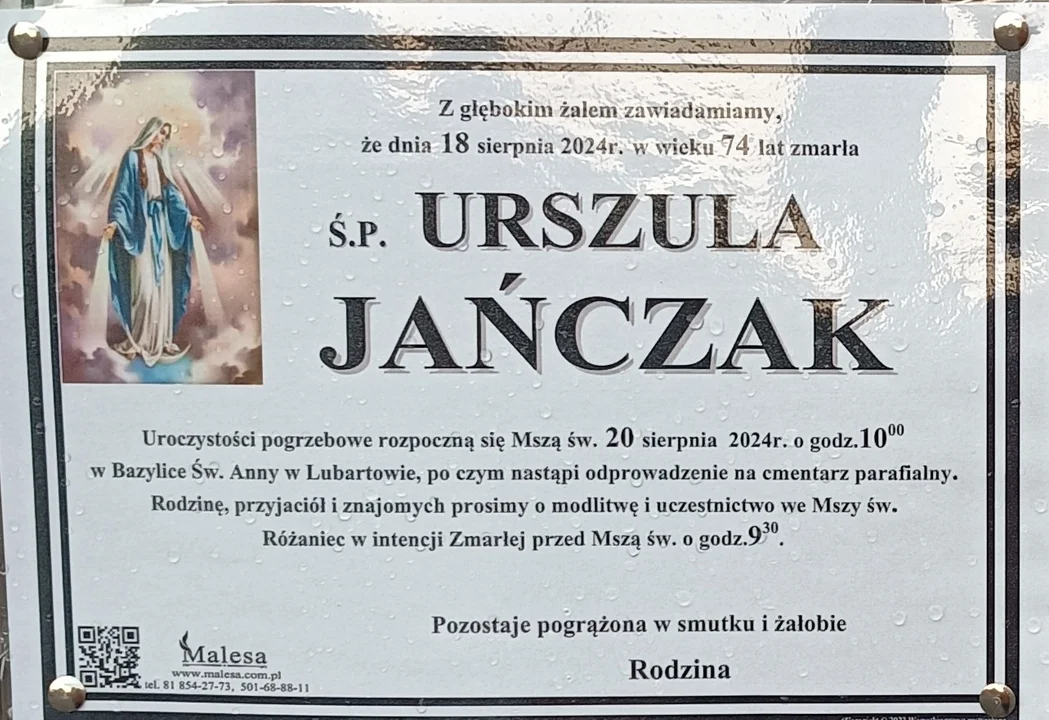 Z głębokim żalem zawiadamiamy,
że dnia 18 sierpnia 2024r. w wieku 74 lat zmarła
Ś.P. URSZULA
JAŃCZAK
Uroczystości pogrzebowe rozpoczną się Mszą św. 20 sierpnia 2024r. o godz.10⁰⁰
w Bazylice Św. Anny w Lubartowie, po czym nastąpi odprowadzenie na cmentarz parafialny.
Rodzinę, przyjaciół i znajomych prosimy o modlitwę i uczestnictwo we Mszy św.
Różaniec w intencji Zmarłej przed Mszą św. o godz.9³⁰.
Pozostaje pogrążona w smutku i żałobie
Rodzina
Malesa
www.malesa.com.pl
tel. 81 854-27-73, 501-68-88-11